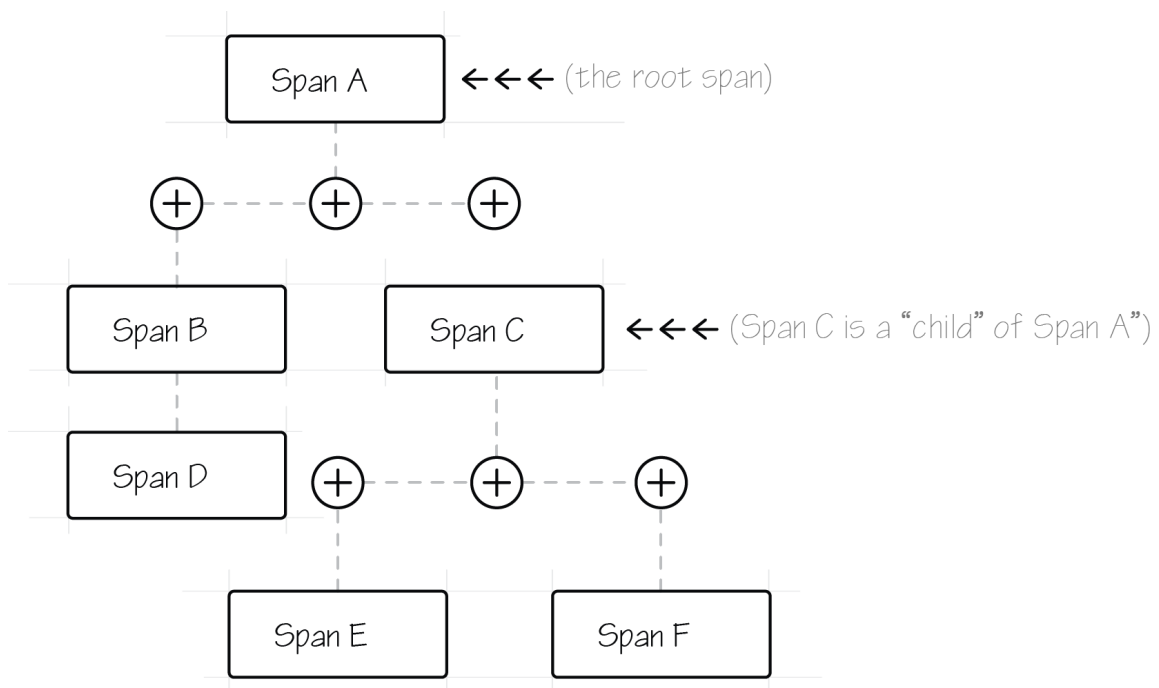 Span A
(the root span)
Span B
Span C
(Span C is a “child” of Span A”)
Span D
Span E
Span F